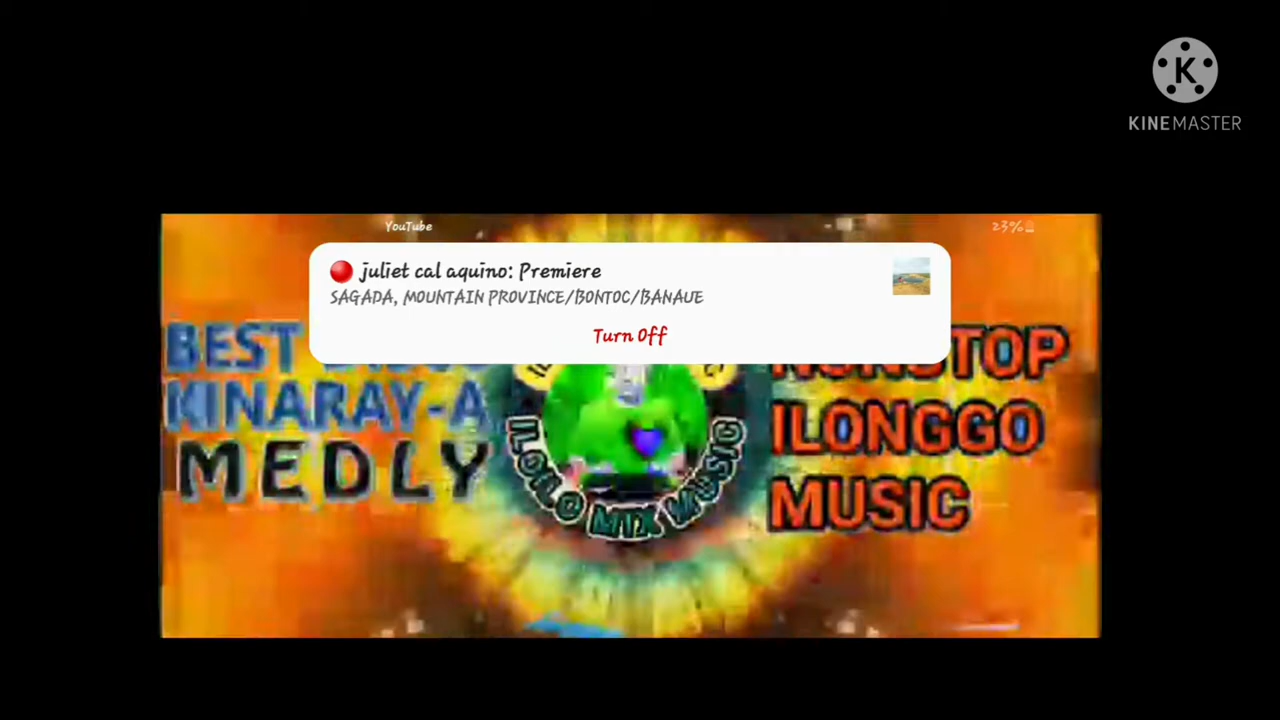 K
KINEMASTER
YouTube
23%
🔴 juliet cal aquino: Premiere
SAGADA, MOUNTAIN PROVINCE/BONTOC/BANAUE
Turn Off
BEST
KINARAY-A
MEDLY
ILOILO MIX MUSIC
NONSTOP
ILONGGO
MUSIC